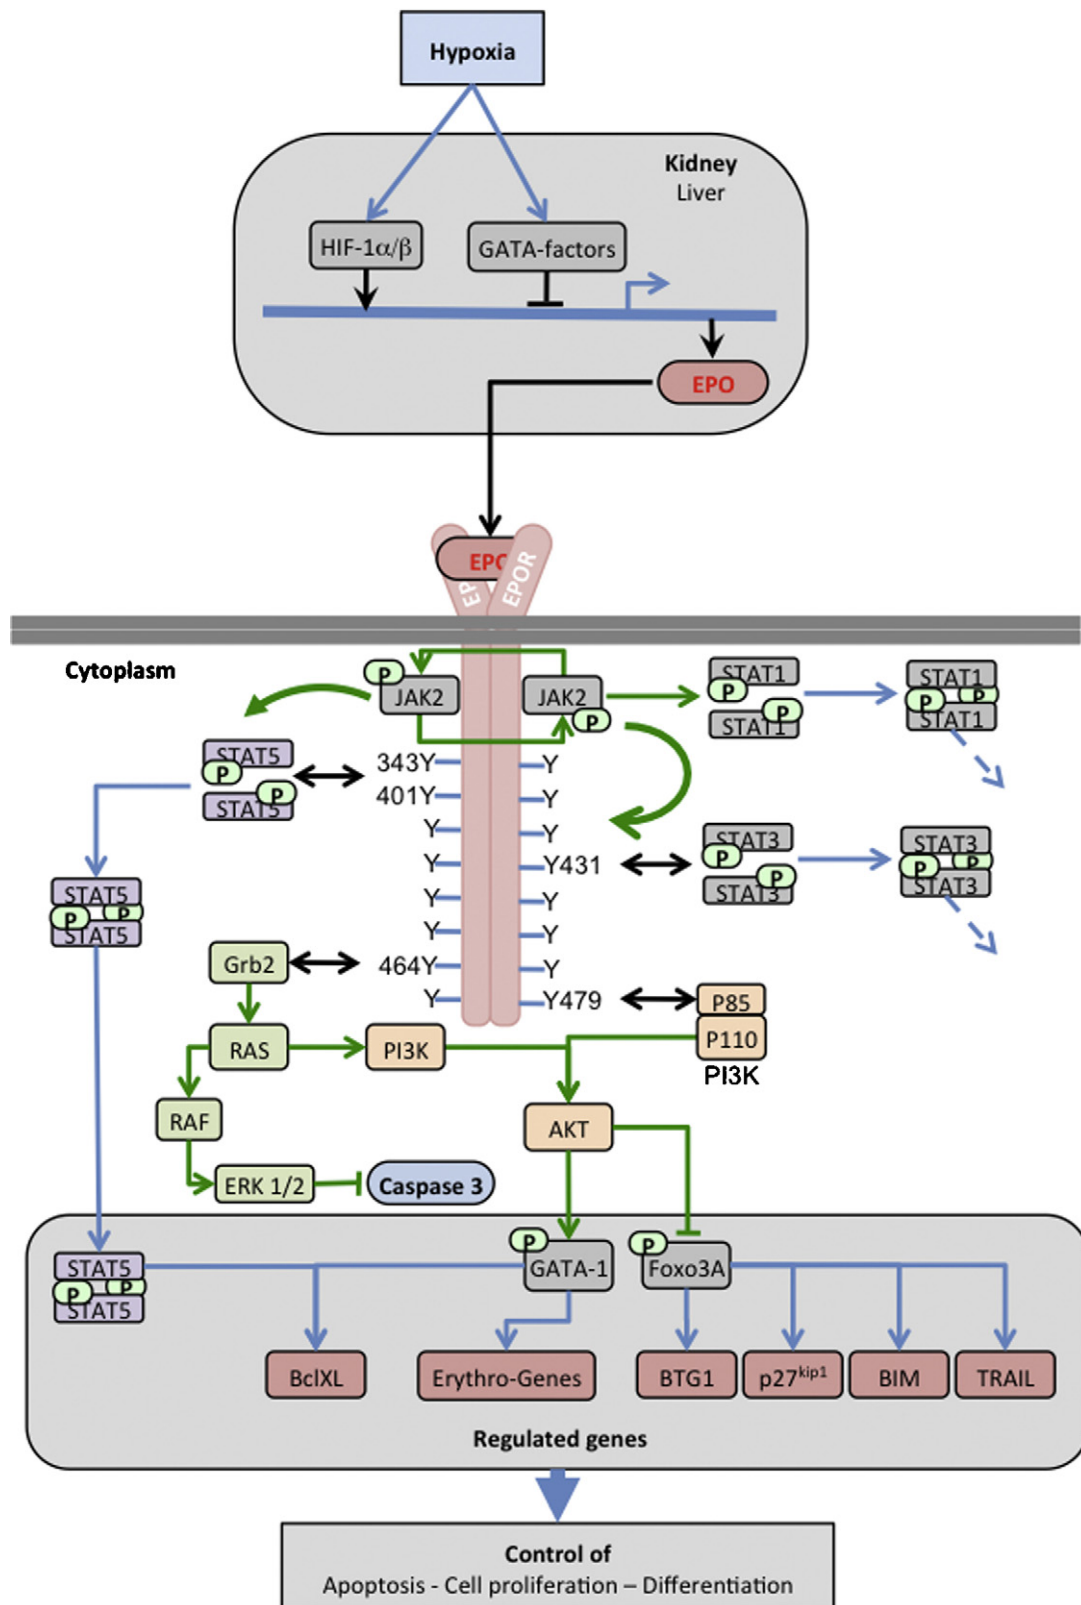 Hypoxia
Kidney
Liver
HIF-1α/β
GATA-factors
EPO
EPO
EPOR
Cytoplasm
P
JAK2
JAK2
P
STAT1
P
P
STAT1
STAT1
P
P
STAT1
STAT5
P
P
STAT5
343Y
Y
401Y
Y
Y
Y
Y
Y431
STAT3
P
P
STAT3
STAT3
P
P
STAT3
STAT5
P
P
STAT5
Y
Y
Y
Y
Grb2
464Y
Y
Y
Y479
P85
P110
PI3K
RAS
PI3K
RAF
AKT
ERK 1/2
Caspase 3
STAT5
P
P
STAT5
P
GATA-1
P
Foxo3A
BclXL
Erythro-Genes
BTG1
p27kip1
BIM
TRAIL
Regulated genes
Control of
Apoptosis - Cell proliferation – Differentiation